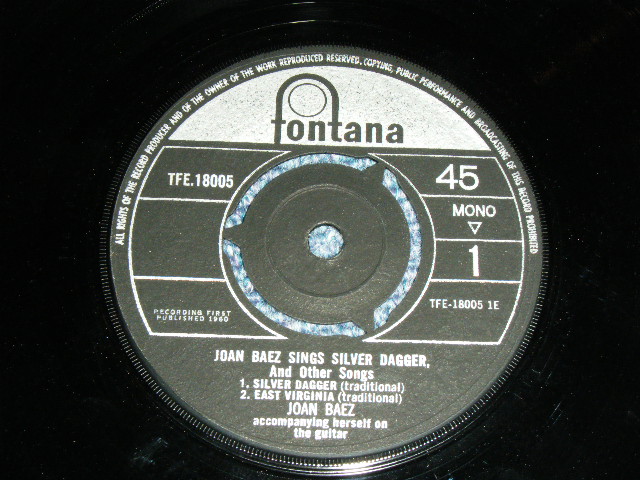 ALL RIGHTS OF THE RECORD PRODUCER AND OF THE OWNER OF THE WORK REPRODUCED RESERVED. COPYING, PUBLIC PERFORMANCE AND BROADCASTING OF THIS RECORD PROHIBITED
fontana
TFE.18005
45
MONO
1
RECORDING FIRST
PUBLISHED 1960
TFE-18005 1E
JOAN BAEZ SINGS SILVER DAGGER,
And Other Songs
1. SILVER DAGGER (traditional)
2. EAST VIRGINIA (traditional)
JOAN BAEZ
accompanying herself on
the guitar